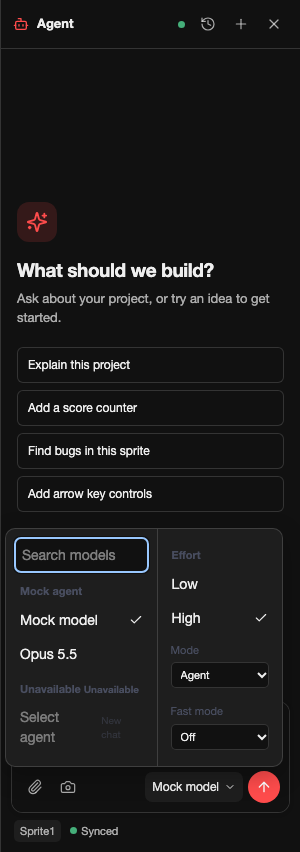 Agent
What should we build?
Ask about your project, or try an idea to get
started.
Explain this project
Add a score counter
Find bugs in this sprite
Add arrow key controls
Search models
Mock agent
Mock model
Opus 5.5
Unavailable Unavailable
Select
agent
New
chat
Effort
Low
High
Mode
Agent
Fast mode
Off
Mock model
Sprite1
Synced